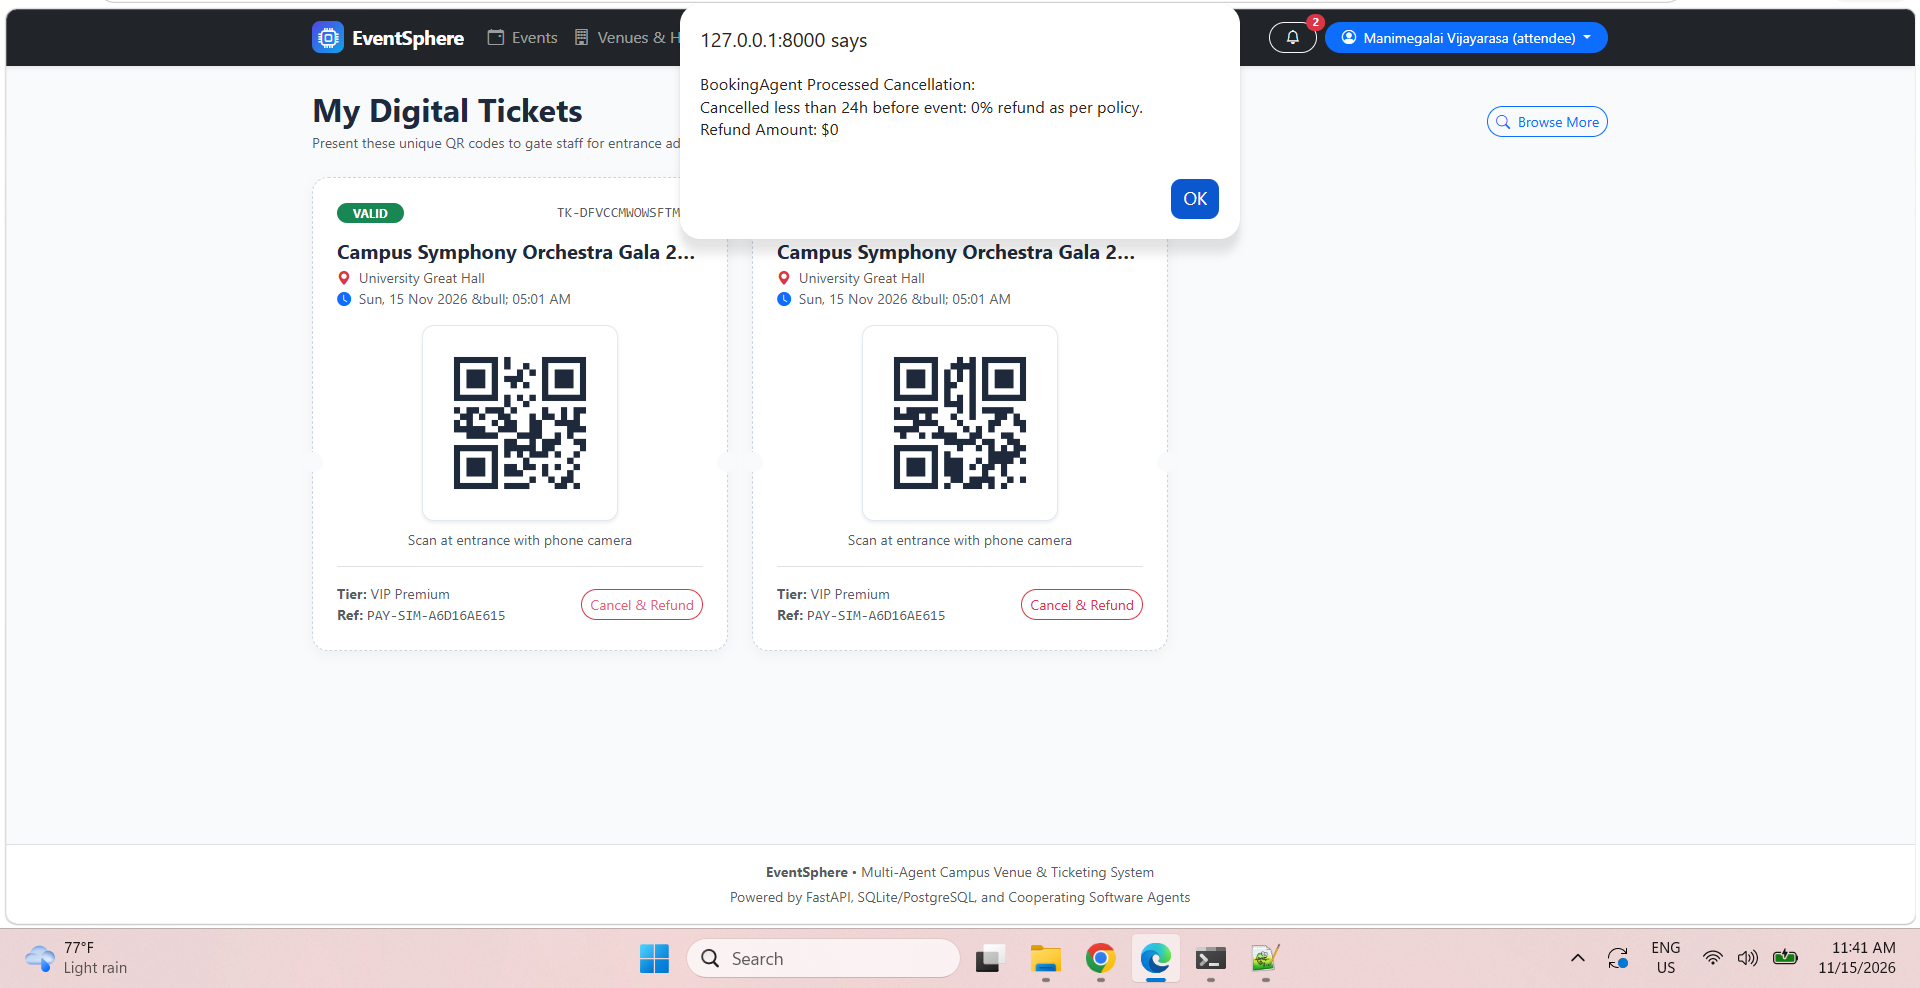 EventSphere
Events
Venues & H
2
Manimegalai Vijayarasa (attendee)
127.0.0.1:8000 says
BookingAgent Processed Cancellation:
Cancelled less than 24h before event: 0% refund as per policy.
Refund Amount: $0
OK
My Digital Tickets
Present these unique QR codes to gate staff for entrance ad
Browse More
VALID
TK-DFVCCMWOWSFTM
Campus Symphony Orchestra Gala 2...
University Great Hall
Sun, 15 Nov 2026 &bull; 05:01 AM
Scan at entrance with phone camera
Tier: VIP Premium
Ref: PAY-SIM-A6D16AE615
Cancel & Refund
Campus Symphony Orchestra Gala 2...
University Great Hall
Sun, 15 Nov 2026 &bull; 05:01 AM
Scan at entrance with phone camera
Tier: VIP Premium
Ref: PAY-SIM-A6D16AE615
Cancel & Refund
EventSphere • Multi-Agent Campus Venue & Ticketing System
Powered by FastAPI, SQLite/PostgreSQL, and Cooperating Software Agents
77°F
Light rain
Search
ENG
US
11:41 AM
11/15/2026